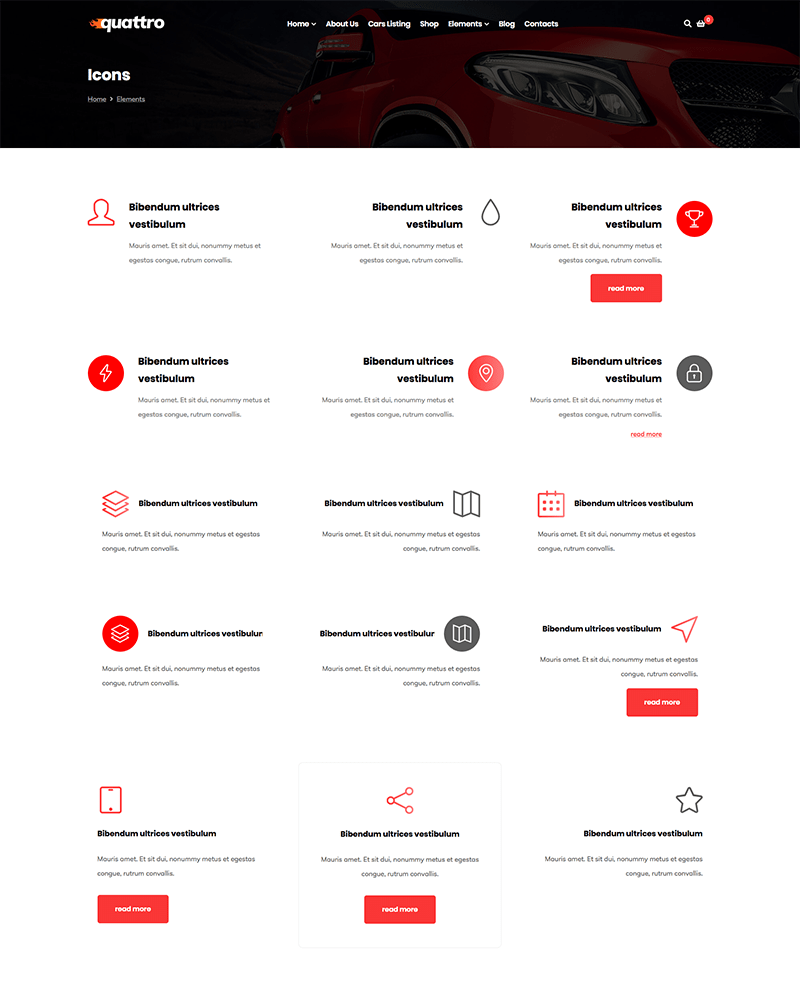 quattro
Home About Us Cars Listing Shop Elements Blog Contacts 0
Icons
Home > Elements
Bibendum ultrices
vestibulum
Mauris amet. Et sit dui, nonummy metus et
egestas congue, rutrum convallis.
Bibendum ultrices
vestibulum
Mauris amet. Et sit dui, nonummy metus et
egestas congue, rutrum convallis.
Bibendum ultrices
vestibulum
Mauris amet. Et sit dui, nonummy metus et
egestas congue, rutrum convallis.
read more
Bibendum ultrices
vestibulum
Mauris amet. Et sit dui, nonummy metus et
egestas congue, rutrum convallis.
Bibendum ultrices
vestibulum
Mauris amet. Et sit dui, nonummy metus et
egestas congue, rutrum convallis.
Bibendum ultrices
vestibulum
Mauris amet. Et sit dui, nonummy metus et
egestas congue, rutrum convallis.
read more
Bibendum ultrices vestibulum
Mauris amet. Et sit dui, nonummy metus et egestas
congue, rutrum convallis.
Bibendum ultrices vestibulum
Mauris amet. Et sit dui, nonummy metus et egestas
congue, rutrum convallis.
Bibendum ultrices vestibulum
Mauris amet. Et sit dui, nonummy metus et egestas
congue, rutrum convallis.
Bibendum ultrices vestibulum
Mauris amet. Et sit dui, nonummy metus et egestas
congue, rutrum convallis.
Bibendum ultrices vestibulur
Mauris amet. Et sit dui, nonummy metus et egestas
congue, rutrum convallis.
Bibendum ultrices vestibulum
Mauris amet. Et sit dui, nonummy metus et egestas
congue, rutrum convallis.
read more
Bibendum ultrices vestibulum
Mauris amet. Et sit dui, nonummy metus et egestas
congue, rutrum convallis.
read more
Bibendum ultrices vestibulum
Mauris amet. Et sit dui, nonummy metus et egestas
congue, rutrum convallis.
read more
Bibendum ultrices vestibulum
Mauris amet. Et sit dui, nonummy metus et egestas
congue, rutrum convallis.